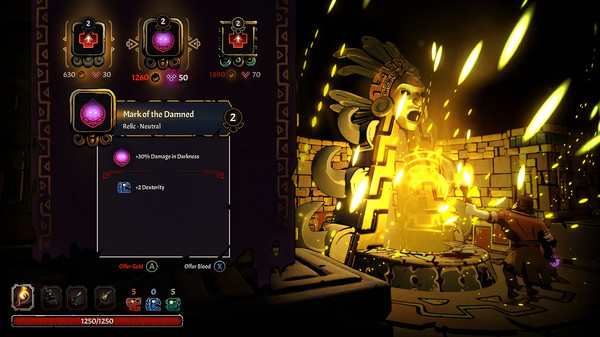 2 2 2
630 30 1260 50 1890 70
Mark of the Damned
Relic - Neutral
2
+30% Damage in Darkness
+2 Dexterity
Offer Gold A Offer Blood X
5 0 5
1250/1250